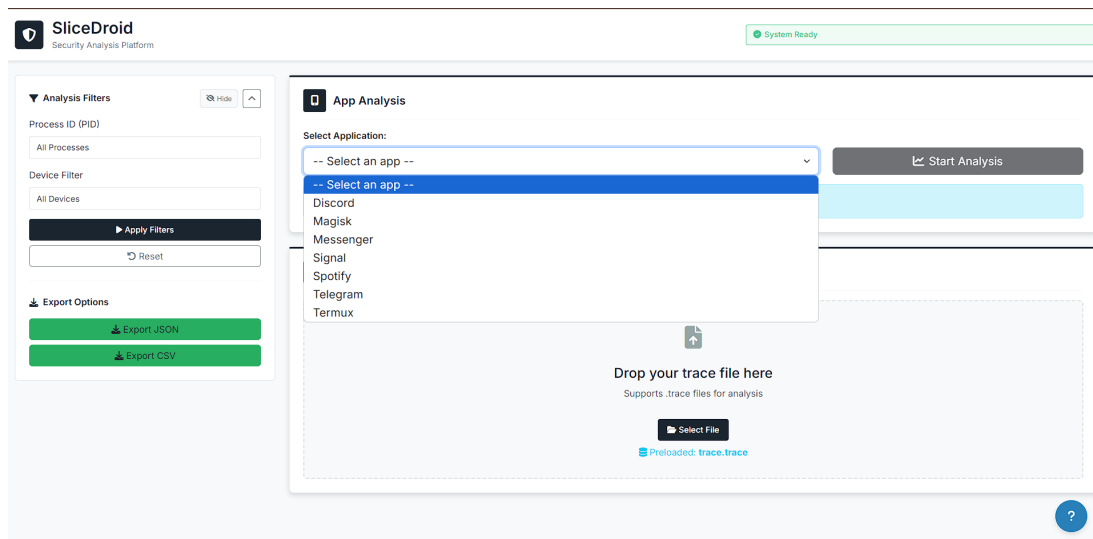 SliceDroid
Security Analysis Platform
System Ready
Analysis Filters
Hide
Process ID (PID)
All Processes
Device Filter
All Devices
Apply Filters
Reset
Export Options
Export JSON
Export CSV
App Analysis
Select Application:
-- Select an app --
Start Analysis
-- Select an app --
Discord
Magisk
Messenger
Signal
Spotify
Telegram
Termux
Drop your trace file here
Supports .trace files for analysis
Select File
Preloaded: trace.trace
?